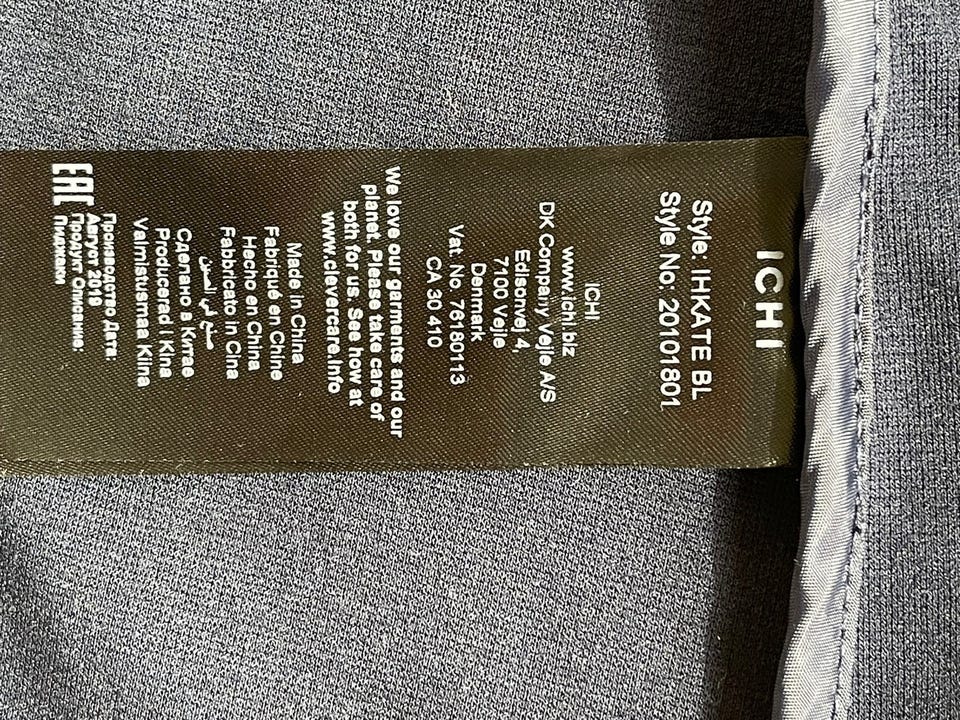 ICHI
Style: IHKATE BL
Style No: 20101801
ICHI
www.ichi.biz
DK Company Vejle A/S
Edisonvej 4,
7100 Vejle
Denmark
Vat. No. 76180113
CA 30.410
We love our garments and our
planet. Please take care of
both for us. See how at
www.clevercare.info
Made in China
Fabriqué en Chine
Hecho en China
Fabbricato in Cina
صنع في الصين
Сделано в Китае
Producerad i Kina
Valmistusmaa Kiina
Производство Дата:
Август 2019
Продукт Описание:
Пиджаки
EAC